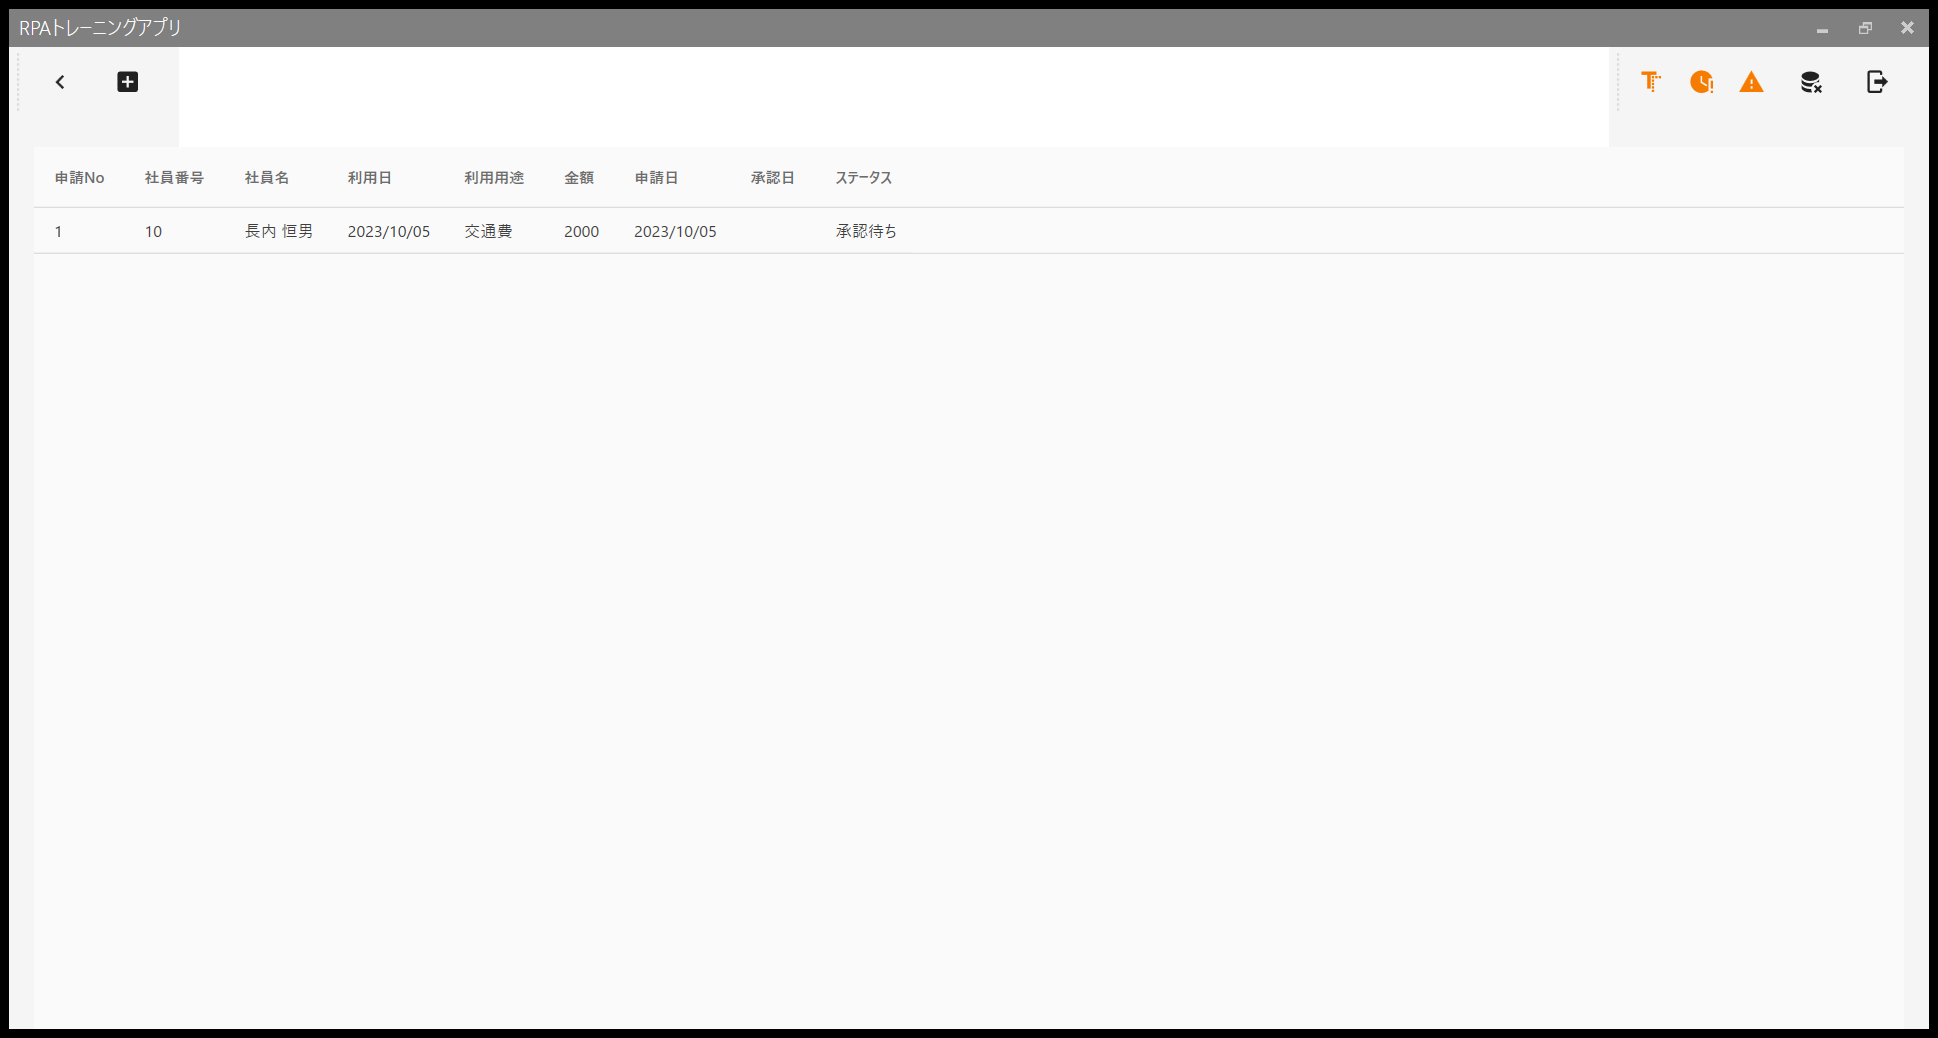 RPAトレーニングアプリ
申請No 社員番号 社員名 利用日 利用用途 金額 申請日 承認日 ステータス
1 10 長内 恒男 2023/10/05 交通費 2000 2023/10/05 承認待ち